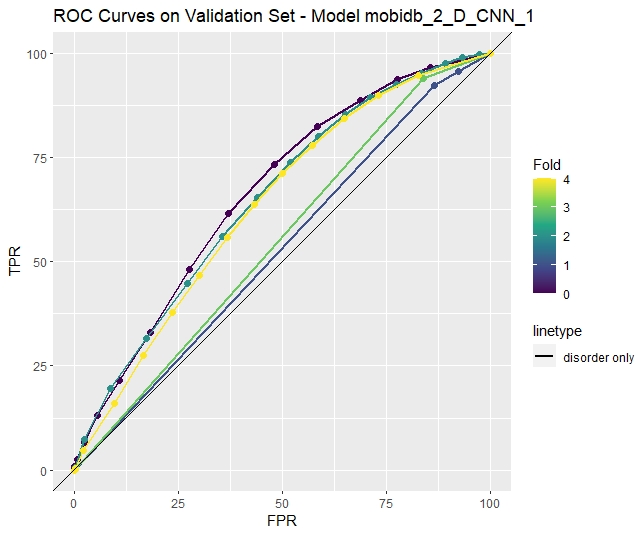 ROC Curves on Validation Set - Model mobidb_2_D_CNN_1
100
75
50
25
0
TPR
0
25
50
75
100
FPR
Fold
4
3
2
1
0
linetype
disorder only